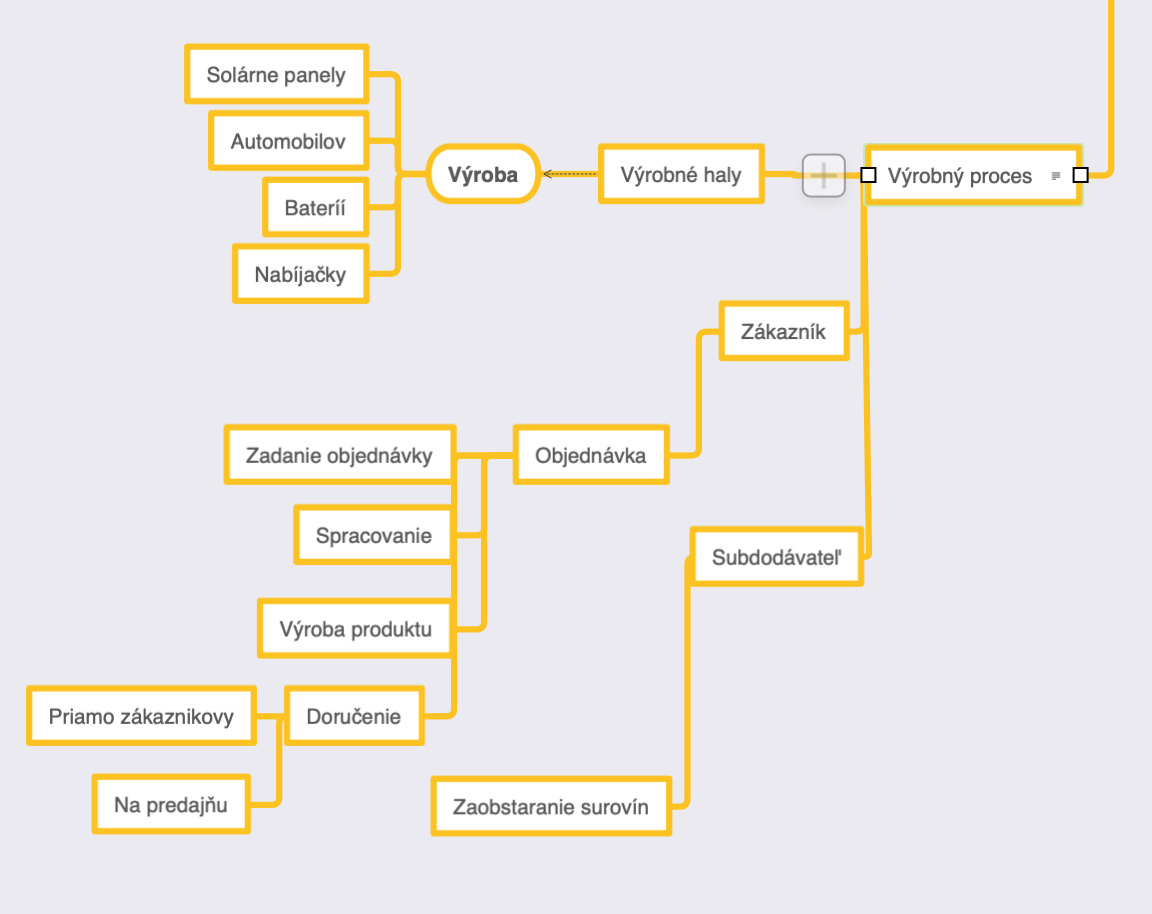 Solárne panely
Automobilov
Výroba
Výrobné haly
Výrobný proces
Bateríí
Nabíjačky
Zákazník
Zadanie objednávky
Objednávka
Spracovanie
Subdodávateľ
Výroba produktu
Priamo zákaznikovy
Doručenie
Na predajňu
Zaobstaranie surovín